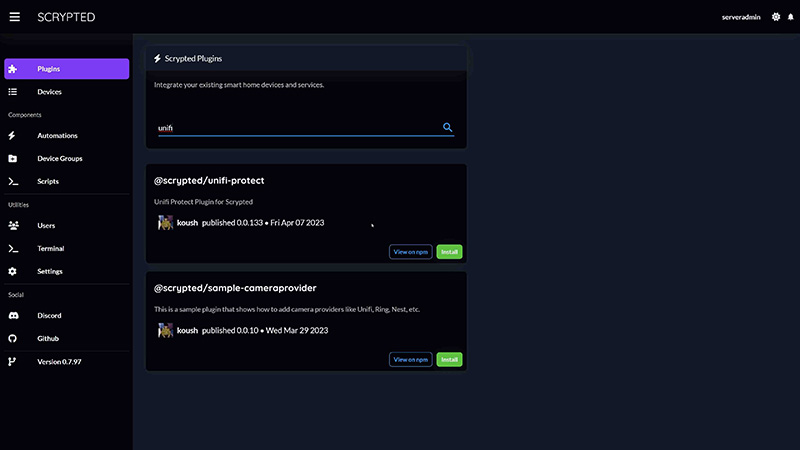 SCRYPTED
serveradmin
Plugins
Devices
Components
Automations
Device Groups
Scripts
Utilities
Users
Terminal
Settings
Social
Discord
Github
Version 0.7.97
Scrypted Plugins
Integrate your existing smart home devices and services.
unifi
@scrypted/unifi-protect
Unifi Protect Plugin for Scrypted
koush published 0.0.133 • Fri Apr 07 2023
View on npm Install
@scrypted/sample-cameraprovider
This is a sample plugin that shows how to add camera providers like Unifi, Ring, Nest, etc.
koush published 0.0.10 • Wed Mar 29 2023
View on npm Install